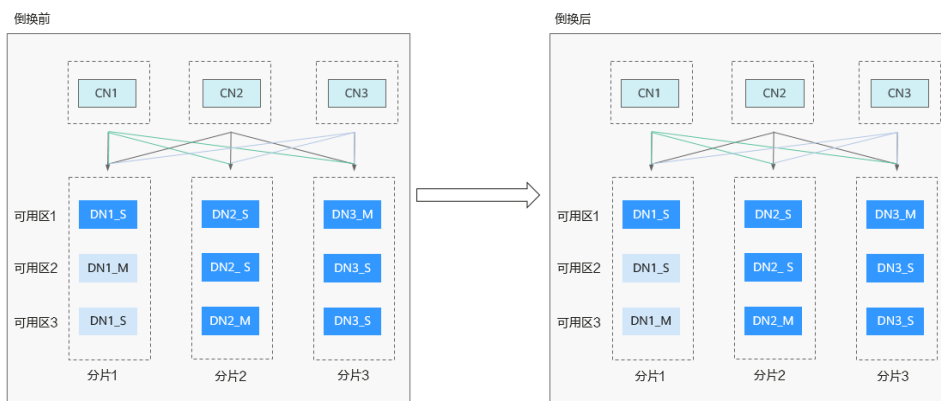 倒换前
CN1 CN2 CN3
可用区1 DN1_S DN2_S DN3_M
可用区2 DN1_M DN2_ S DN3_S
可用区3 DN1_S DN2_M DN3_S
分片1 分片2 分片3
倒换后
CN1 CN2 CN3
可用区1 DN1_S DN2_S DN3_M
可用区2 DN1_S DN2_ S DN3_S
可用区3 DN1_M DN2_M DN3_S
分片1 分片2 分片3